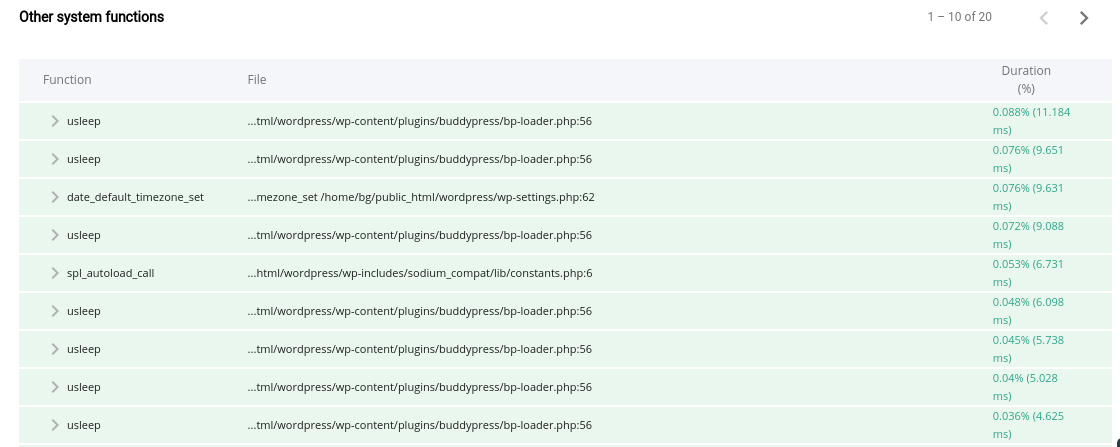 Other system functions
1 – 10 of 20
Function File Duration (%)
usleep ...tml/wordpress/wp-content/plugins/buddypress/bp-loader.php:56 0.088% (11.184 ms)
usleep ...tml/wordpress/wp-content/plugins/buddypress/bp-loader.php:56 0.076% (9.651 ms)
date_default_timezone_set ...mezone_set /home/bg/public_html/wordpress/wp-settings.php:62 0.076% (9.631 ms)
usleep ...tml/wordpress/wp-content/plugins/buddypress/bp-loader.php:56 0.072% (9.088 ms)
spl_autoload_call ...html/wordpress/wp-includes/sodium_compat/lib/constants.php:6 0.053% (6.731 ms)
usleep ...tml/wordpress/wp-content/plugins/buddypress/bp-loader.php:56 0.048% (6.098 ms)
usleep ...tml/wordpress/wp-content/plugins/buddypress/bp-loader.php:56 0.045% (5.738 ms)
usleep ...tml/wordpress/wp-content/plugins/buddypress/bp-loader.php:56 0.04% (5.028 ms)
usleep ...tml/wordpress/wp-content/plugins/buddypress/bp-loader.php:56 0.036% (4.625 ms)